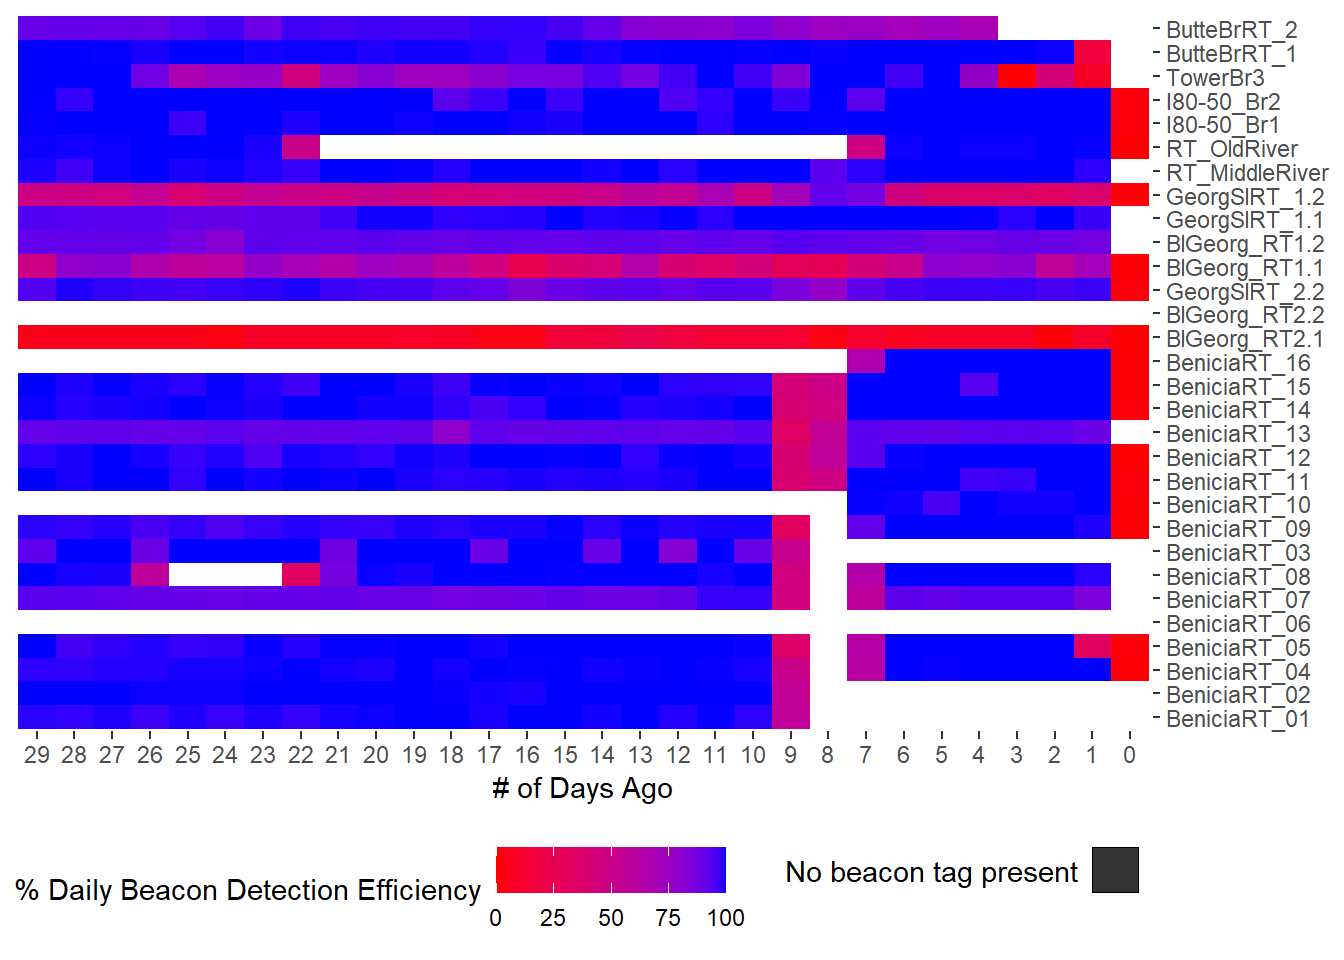 ButteBrRT_2
ButteBrRT_1
TowerBr3
I80-50_Br2
I80-50_Br1
RT_OldRiver
RT_MiddleRiver
GeorgSlRT_1.2
GeorgSlRT_1.1
BlGeorg_RT1.2
BlGeorg_RT1.1
GeorgSlRT_2.2
BlGeorg_RT2.2
BlGeorg_RT2.1
BeniciaRT_16
BeniciaRT_15
BeniciaRT_14
BeniciaRT_13
BeniciaRT_12
BeniciaRT_11
BeniciaRT_10
BeniciaRT_09
BeniciaRT_03
BeniciaRT_08
BeniciaRT_07
BeniciaRT_06
BeniciaRT_05
BeniciaRT_04
BeniciaRT_02
BeniciaRT_01
29 28 27 26 25 24 23 22 21 20 19 18 17 16 15 14 13 12 11 10 9 8 7 6 5 4 3 2 1 0
# of Days Ago
% Daily Beacon Detection Efficiency
0 25 50 75 100
No beacon tag present